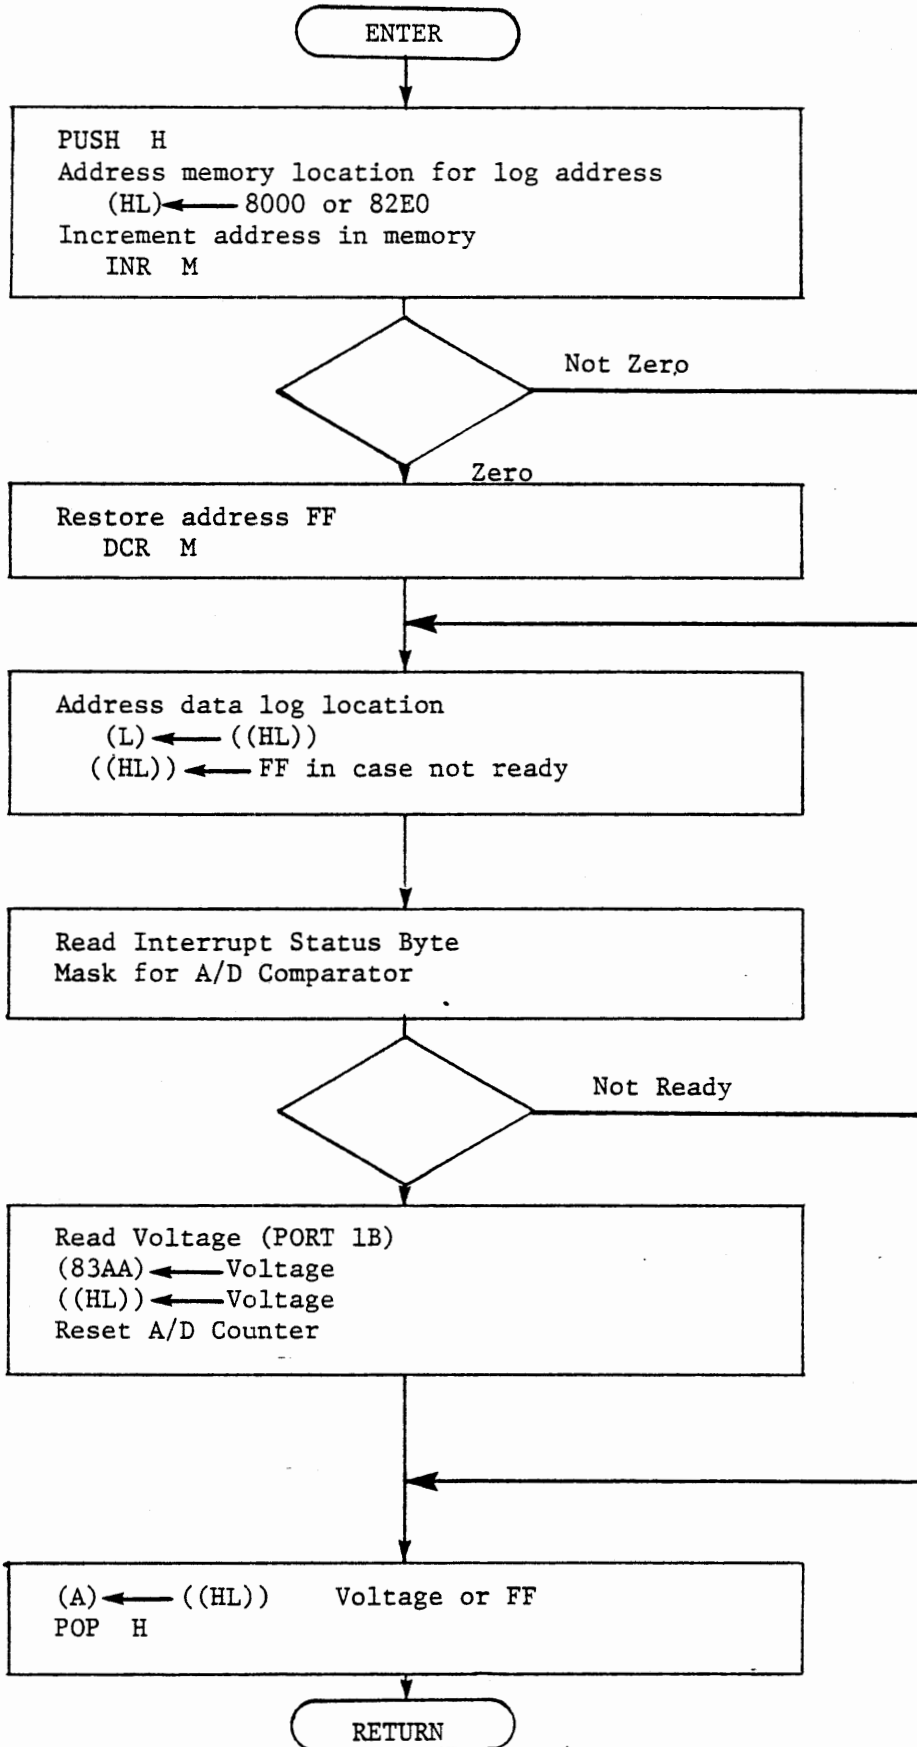 ENTER
PUSH H
Address memory location for log address
(HL)← 8000 or 82E0
Increment address in memory
INR M
Not Zero
Zero
Restore address FF
DCR M
Address data log location
(L)← ((HL))
((HL))← FF in case not ready
Read Interrupt Status Byte
Mask for A/D Comparator
Not Ready
Read Voltage (PORT 1B)
(83AA)←Voltage
((HL))←Voltage
Reset A/D Counter
(A)← ((HL)) Voltage or FF
POP H
RETURN